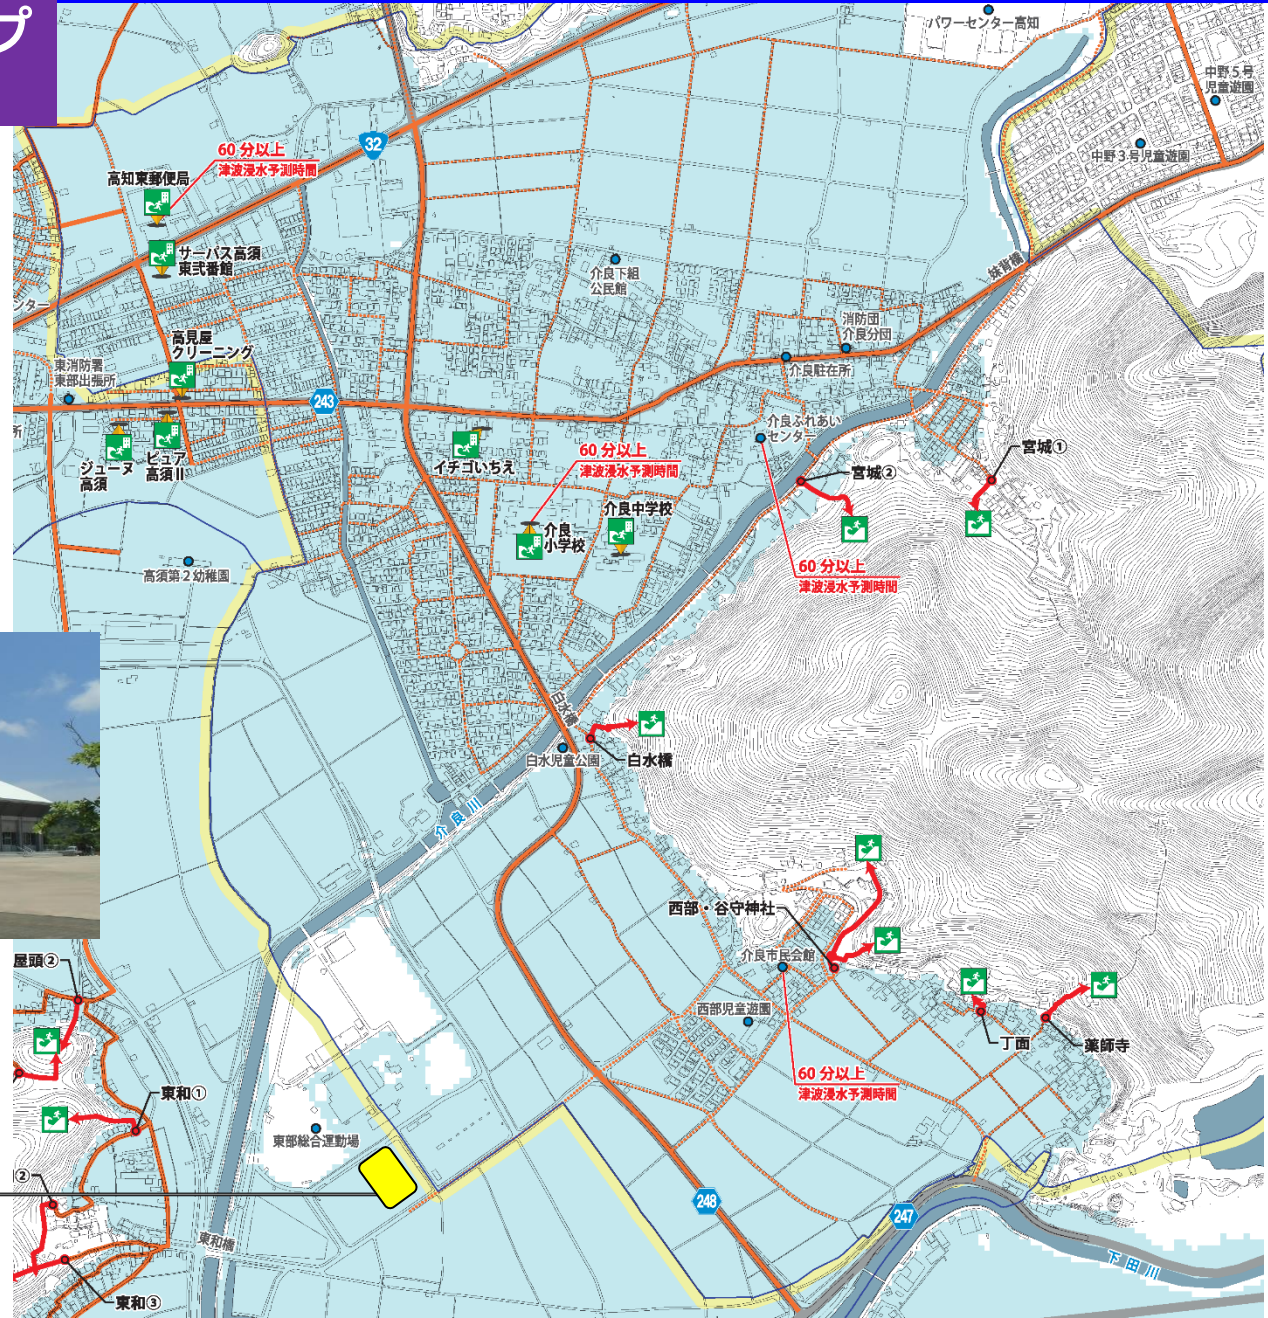 プ
パワーセンター高知
中野５号
児童遊園
中野３号児童遊園
32
60 分以上
津波浸水予測時間
高知東郵便局
サーパス高須
東弐番館
介良下組
公民館
妹背橋
ンター
消防団
介良分団
高見屋
クリーニング
東消防署
東部出張所
介良駐在所
243
所
介良ふれあい
センター
ジューヌ
高須
ピュア
高須Ⅱ
イチゴいちえ
60 分以上
津波浸水予測時間
宮城①
宮城②
介良中学校
介良
小学校
高須第２幼稚園
60 分以上
津波浸水予測時間
白水橋
白水児童公園
白水橋
介良川
西部・谷守神社
介良市民会館
屋頭②
西部児童遊園
丁面
薬師寺
60 分以上
津波浸水予測時間
東和①
東部総合運動場
②
248
247
東和橋
下田川
東和③